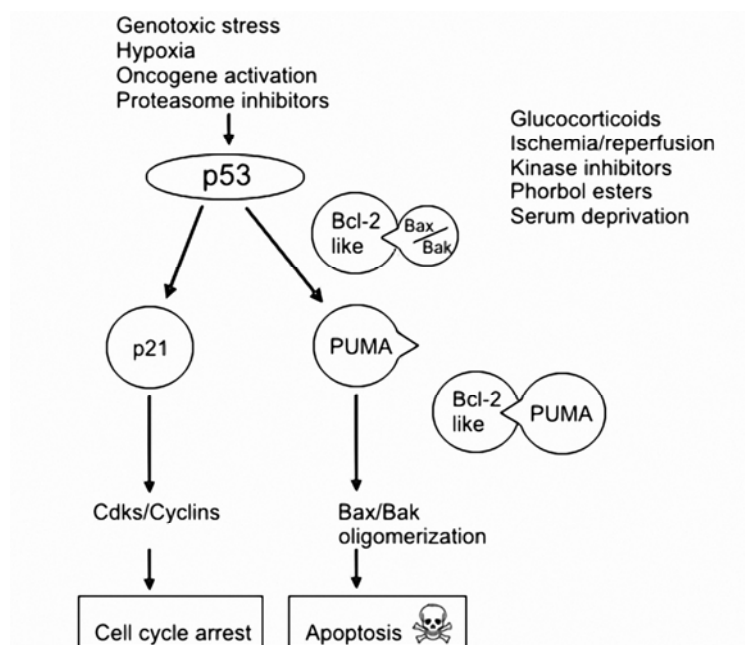 Genotoxic stress
Hypoxia
Oncogene activation
Proteasome inhibitors
Glucocorticoids
Ischemia/reperfusion
Kinase inhibitors
Phorbol esters
Serum deprivation
p53
Bcl-2
like
Bax
Bak
p21
PUMA
Bcl-2
like
PUMA
Cdks/Cyclins
Bax/Bak
oligomerization
Cell cycle arrest
Apoptosis